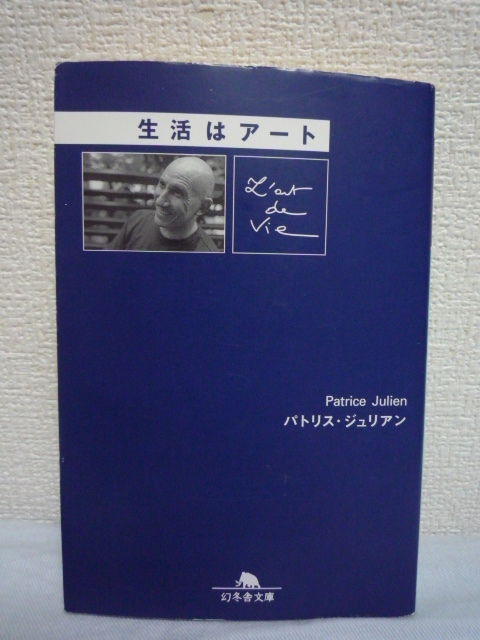 生活はアート
L'art
de
Vie
Patrice Julien
パトリス・ジュリアン
幻冬舎文庫